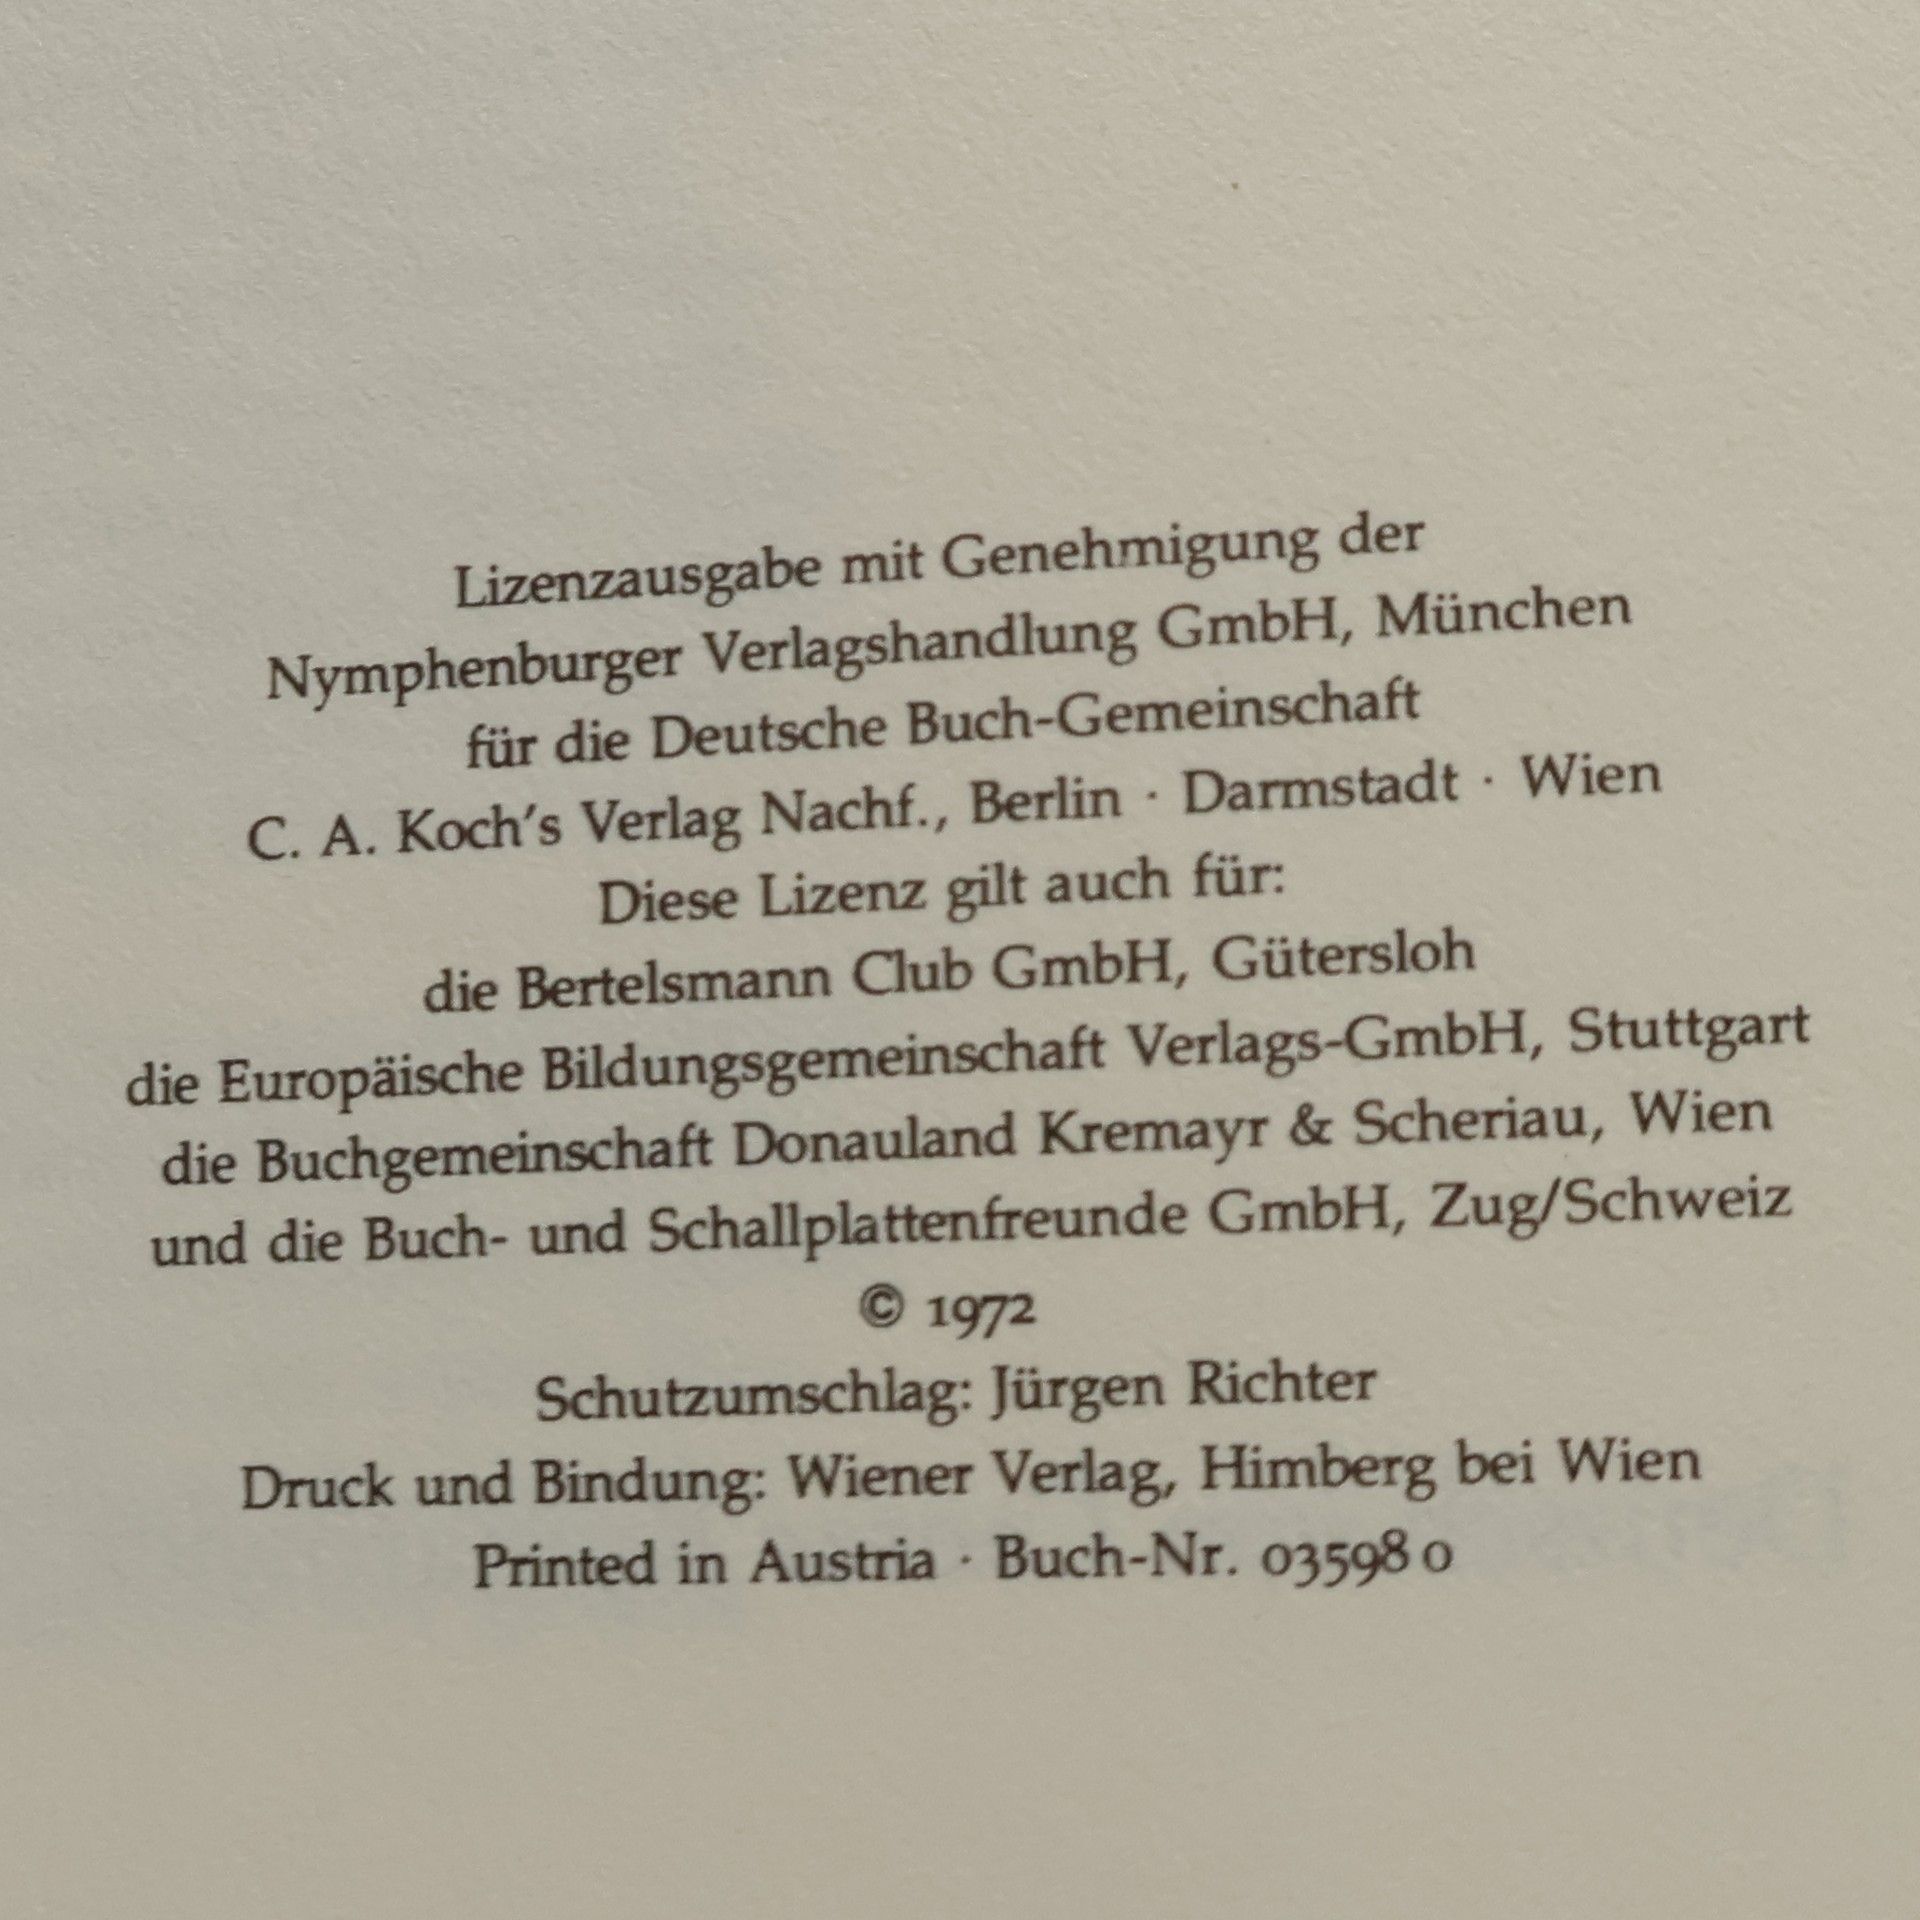 Lizenzausgabe mit Genehmigung der
Nymphenburger Verlagshandlung GmbH, München
für die Deutsche Buch-Gemeinschaft
C. A. Koch's Verlag Nachf., Berlin · Darmstadt · Wien
Diese Lizenz gilt auch für:
die Bertelsmann Club GmbH, Gütersloh
die Europäische Bildungsgemeinschaft Verlags-GmbH, Stuttgart
die Buchgemeinschaft Donauland Kremayr & Scheriau, Wien
und die Buch- und Schallplattenfreunde GmbH, Zug/Schweiz
© 1972
Schutzumschlag: Jürgen Richter
Druck und Bindung: Wiener Verlag, Himberg bei Wien
Printed in Austria · Buch-Nr. 03598 0